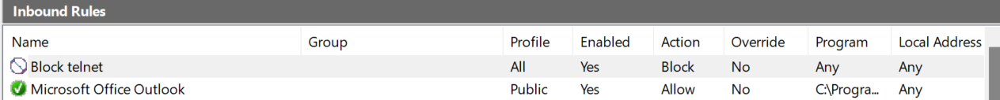 Inbound Rules
Name Group Profile Enabled Action Override Program Local Address
Block telnet All Yes Block No Any Any
Microsoft Office Outlook Public Yes Allow No C:\Progra... Any